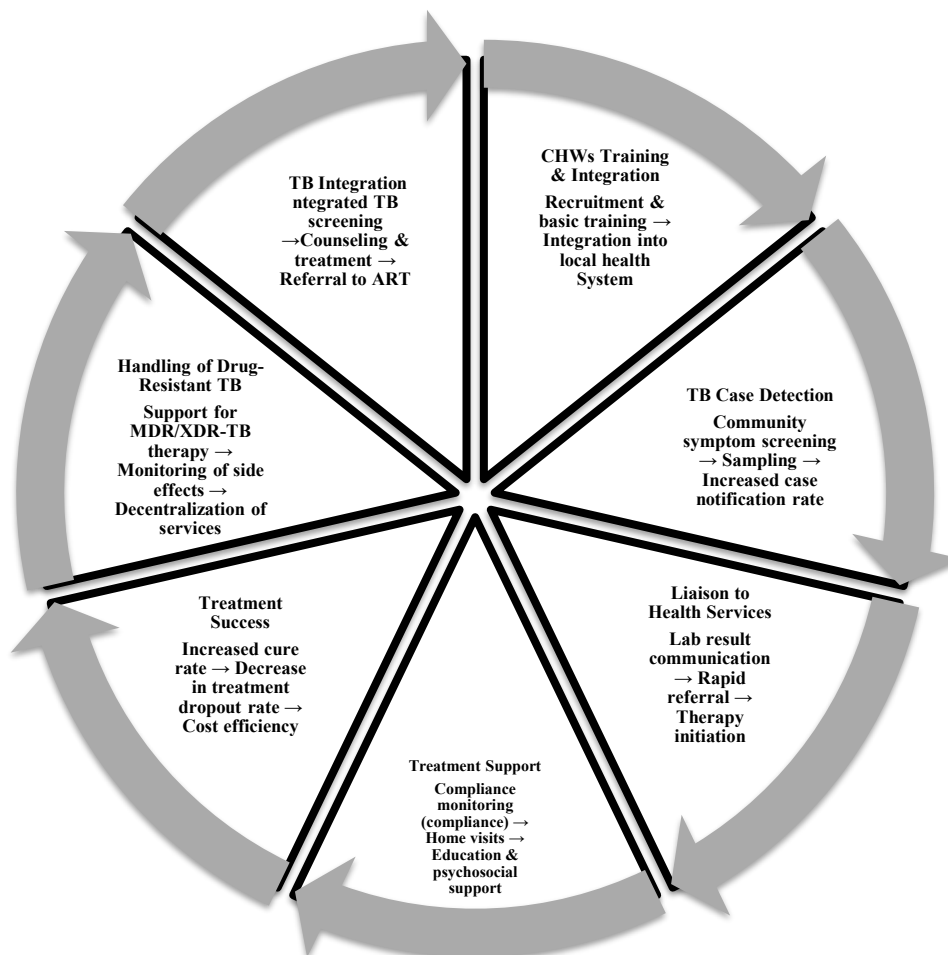 CHWs Training
& Integration
Recruitment &
basic training →
Integration into
local health
System
TB Case Detection
Community
symptom screening
→ Sampling →
Increased case
notification rate
Liaison to
Health Services
Lab result
communication
→ Rapid
referral →
Therapy
initiation
Treatment Support
Compliance
monitoring
(compliance) →
Home visits →
Education &
psychosocial
support
Treatment
Success
Increased cure
rate → Decrease
in treatment
dropout rate →
Cost efficiency
Handling of Drug-
Resistant TB
Support for
MDR/XDR-TB
therapy →
Monitoring of side
effects →
Decentralization of
services
TB Integration
ntegrated TB
screening
→Counseling &
treatment →
Referral to ART